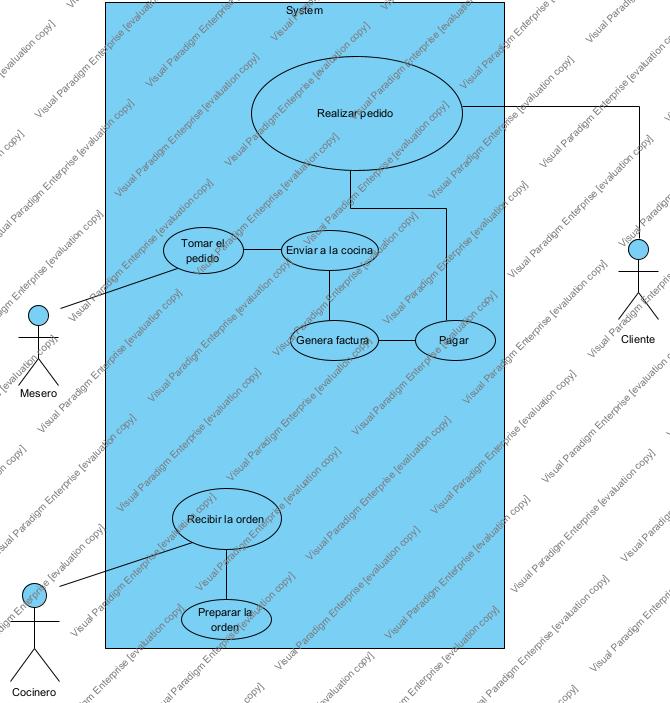 System
Realizar pedido
Tomar el
pedido
Enviar a la cocina
Mesero
Genera factura
Pagar
Cliente
Recibir la orden
Preparar la
orden
Cocinero
Visual Paradigm Enterprise [evaluation copy]